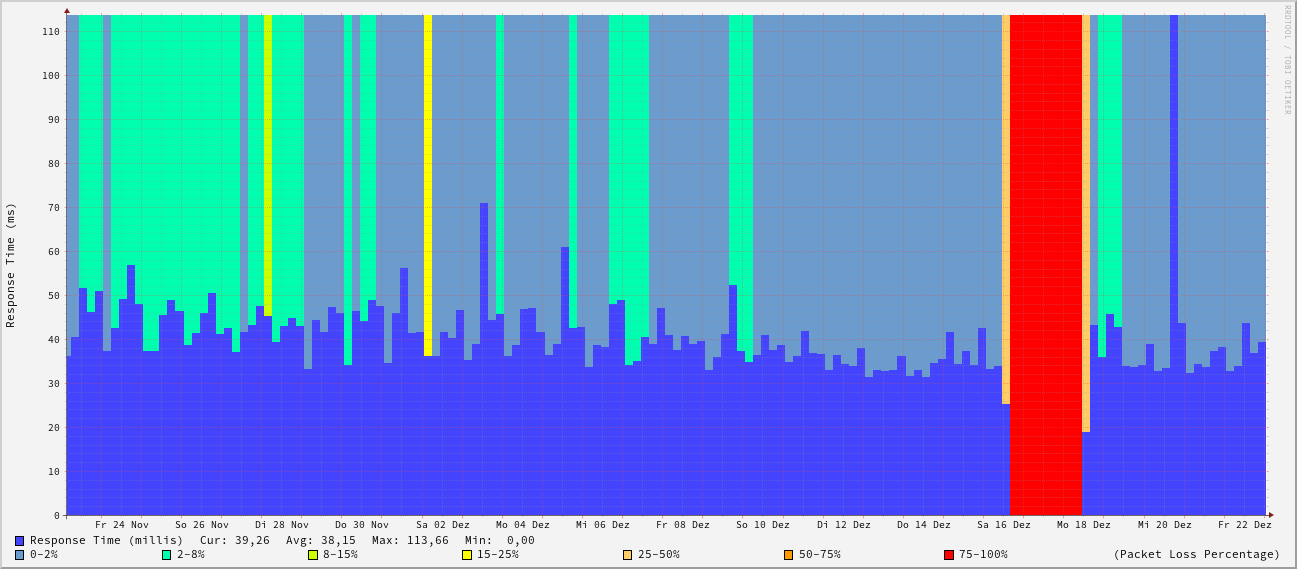 RRDTOOL / TOBI OETIKER
Response Time (ms)
110
100
90
80
70
60
50
40
30
20
10
0
Fr 24 Nov So 26 Nov Di 28 Nov Do 30 Nov Sa 02 Dez Mo 04 Dez Mi 06 Dez Fr 08 Dez So 10 Dez Di 12 Dez Do 14 Dez Sa 16 Dez Mo 18 Dez Mi 20 Dez Fr 22 Dez
Response Time (millis) Cur: 39,26 Avg: 38,15 Max: 113,66 Min: 0,00
0-2% 2-8% 8-15% 15-25% 25-50% 50-75% 75-100% (Packet Loss Percentage)